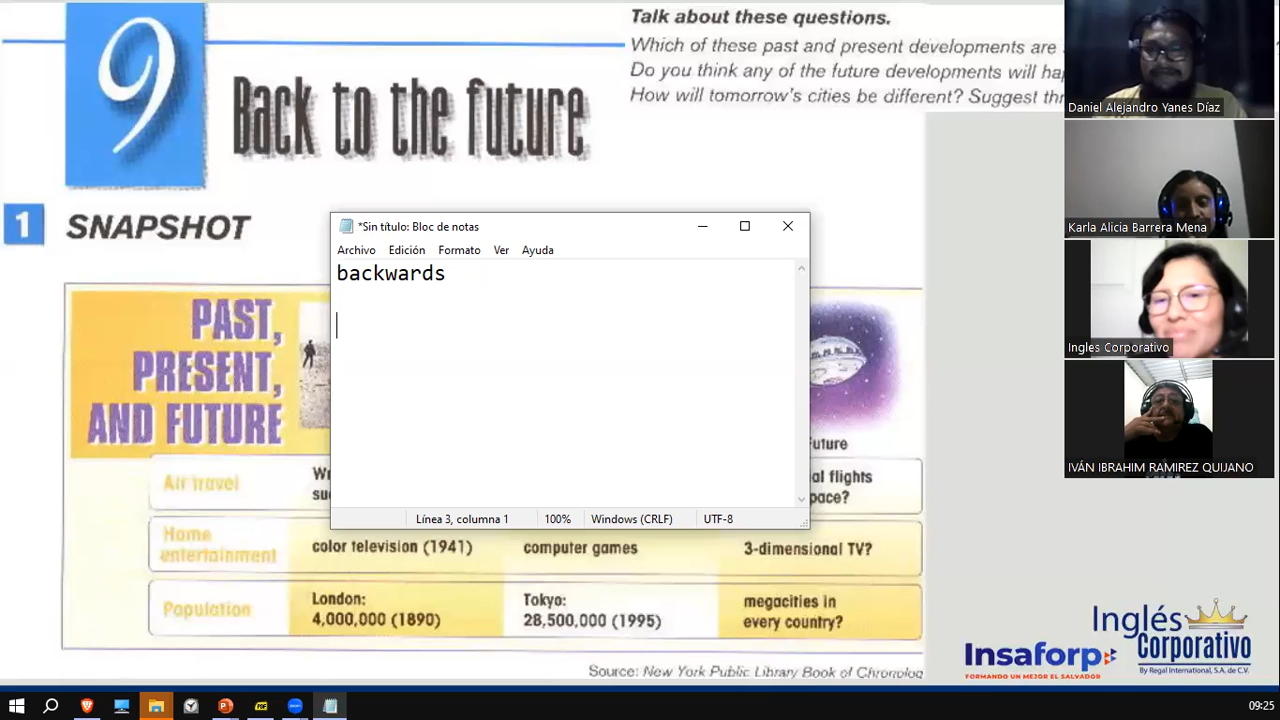 9
Back to the future
Talk about these questions.
Which of these past and present developments are
Do you think any of the future developments will
How will tomorrow's cities be different? Suggest
1 SNAPSHOT
PAST,
PRESENT,
AND FUTURE
*Sin título: Bloc de notas
Archivo Edición Formato Ver Ayuda
backwards
Línea 3, columna 1 100% Windows (CRLF) UTF-8
Air travel
flights
Home
entertainment
color television (1941)
computer games
3-dimensional TV?
Population
London:
4,000,000 (1890)
Tokyo:
28,500,000 (1995)
megacities in
every country?
Source: New York Public Library Book of
Daniel Alejandro Yanes Díaz
Karla Alicia Barrera Mena
Ingles Corporativo
IVÁN IBRAHIM RAMIREZ QUIJANO
Insaforp
FORMANDO UN MEJOR EL SALVADOR
Inglés
Corporativo
By Regal International, S.A. de C.V.
09:25